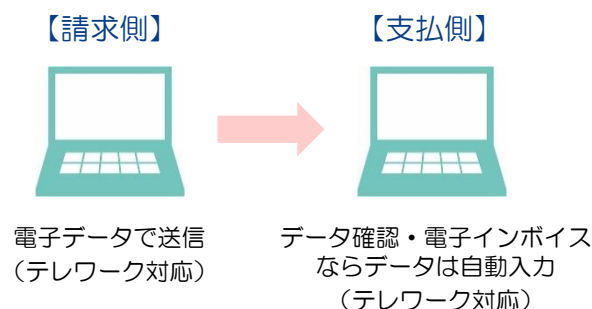 【請求側】
【支払側】
電子データで送信
（テレワーク対応）
データ確認・電子インボイス
ならデータは自動入力
（テレワーク対応）